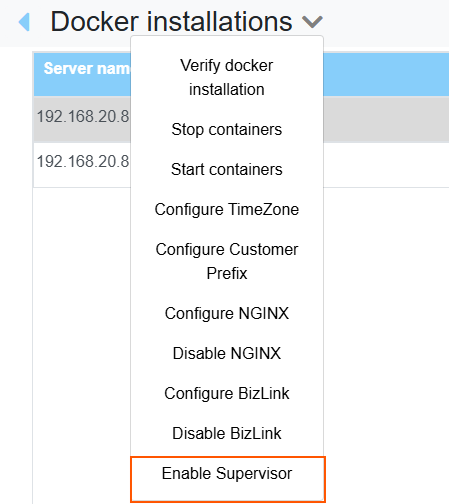 Docker installations
Server nam
192.168.20.8
192.168.20.8
Verify docker
installation
Stop containers
Start containers
Configure TimeZone
Configure Customer
Prefix
Configure NGINX
Disable NGINX
Configure BizLink
Disable BizLink
Enable Supervisor